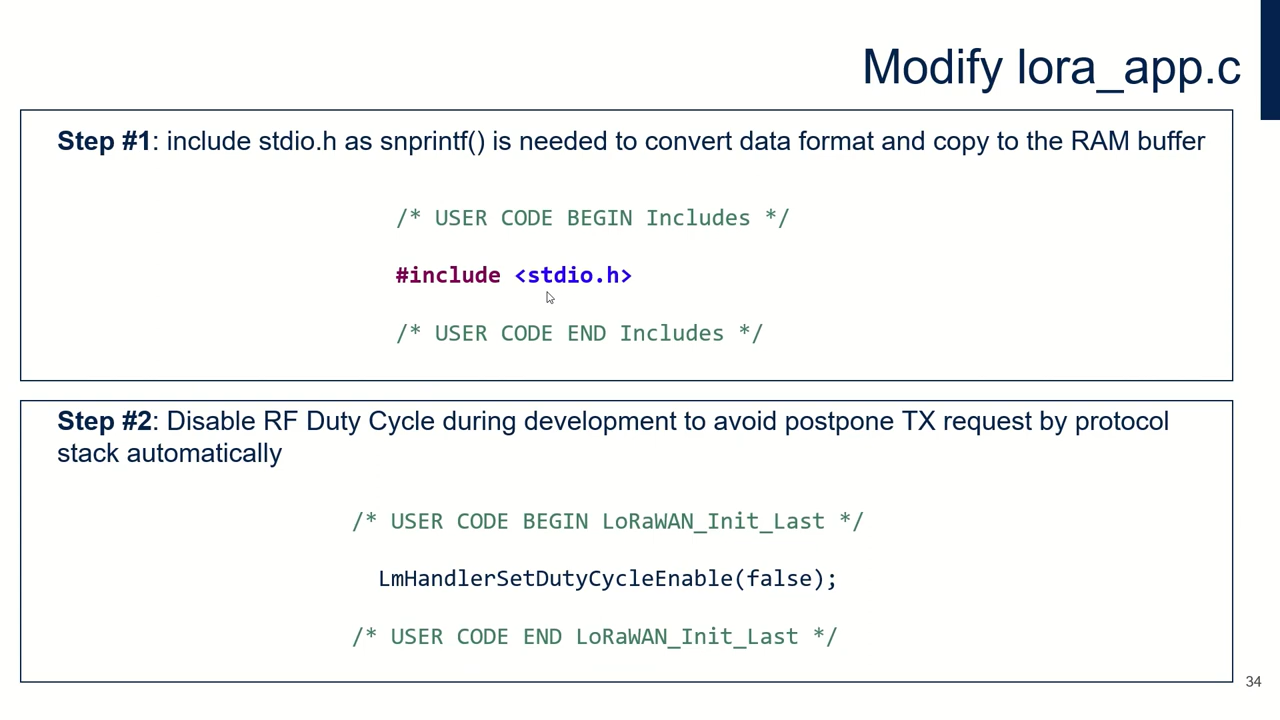 Modify lora_app.c
Step #1: include stdio.h as snprintf() is needed to convert data format and copy to the RAM buffer
/* USER CODE BEGIN Includes */
#include <stdio.h>
/* USER CODE END Includes */
Step #2: Disable RF Duty Cycle during development to avoid postpone TX request by protocol
stack automatically
/* USER CODE BEGIN LoRaWAN_Init_Last */
LmHandlerSetDutyCycleEnable(false);
/* USER CODE END LoRaWAN_Init_Last */
34